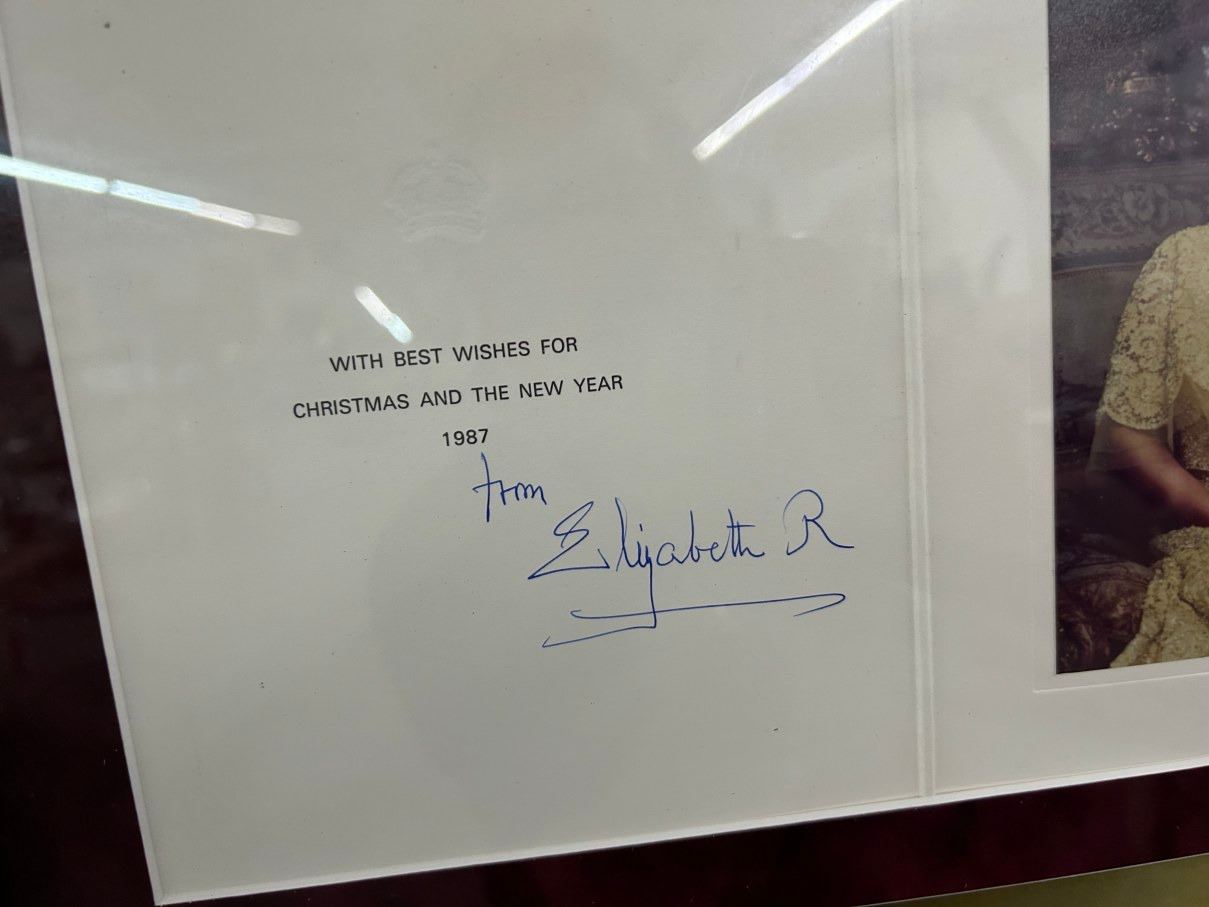 WITH BEST WISHES FOR
CHRISTMAS AND THE NEW YEAR
1987
from
Elizabeth R